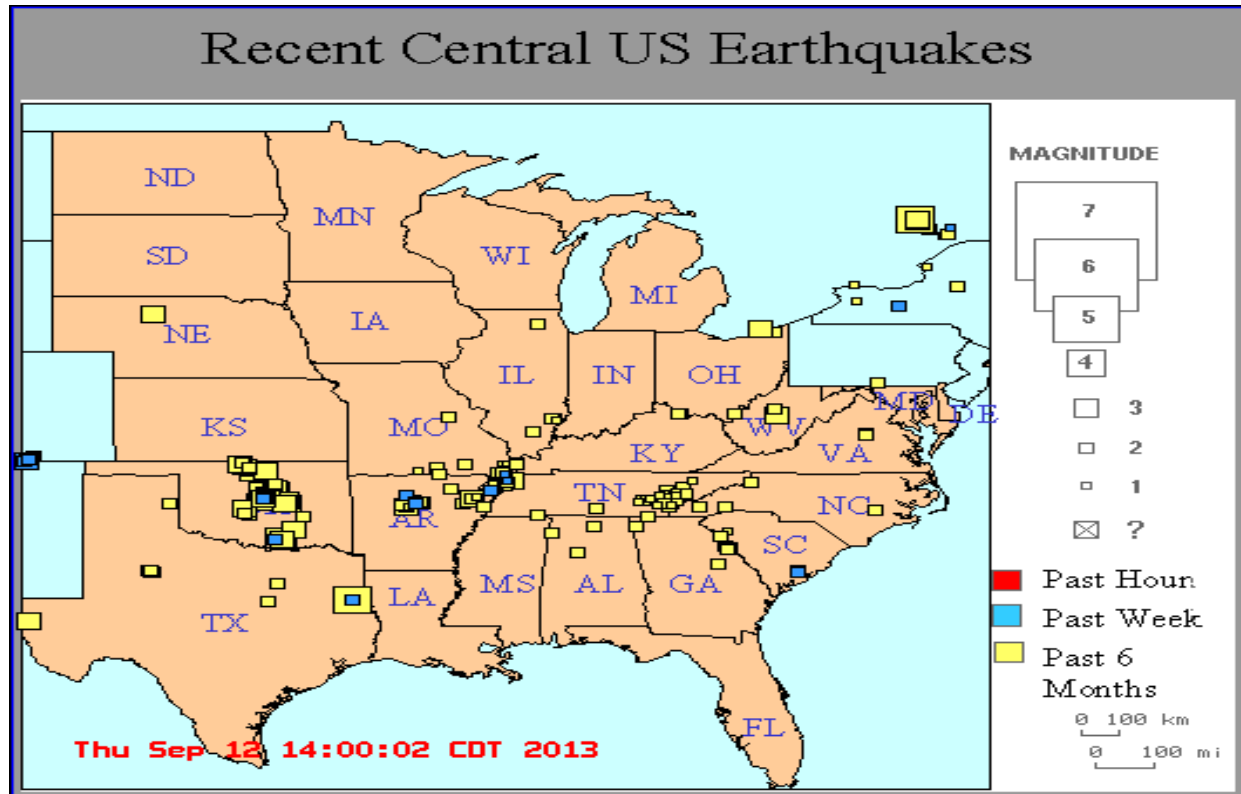 Recent Central US Earthquakes
MAGNITUDE
7
6
5
4
3
2
1
?
Past Houn
Past Week
Past 6
Months
0 100 km
0 100 mi
ND
MN
SD
WI
MI
NE
IA
IL
IN
OH
MD
DE
KS
MO
WV
KY
VA
TN
NC
AR
SC
MS
AL
GA
LA
TX
FL
Thu Sep 12 14:00:02 CDT 2013